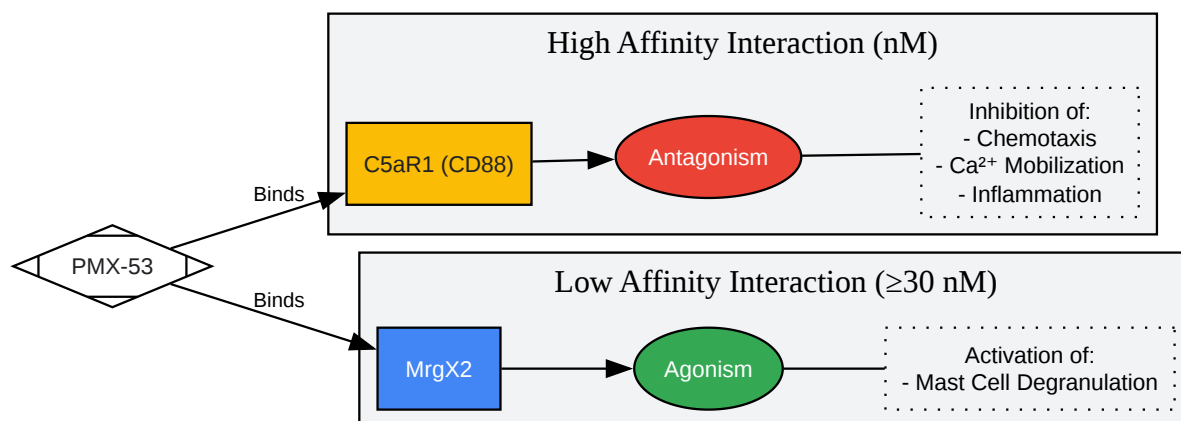 High Affinity Interaction (nM)
C5aR1 (CD88)
Antagonism
Inhibition of:
- Chemotaxis
- Ca²⁺ Mobilization
- Inflammation
Binds
PMX-53
Binds
Low Affinity Interaction (≥30 nM)
MrgX2
Agonism
Activation of:
- Mast Cell Degranulation